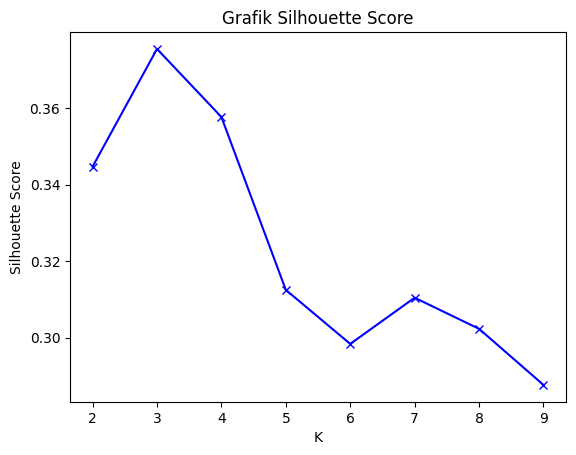 Grafik Silhouette Score
Silhouette Score
0.36
0.34
0.32
0.30
2 3 4 5 6 7 8 9
K